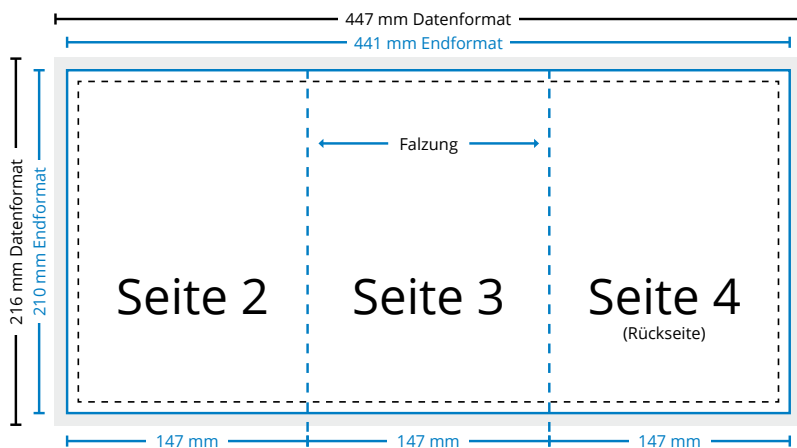 447 mm Datenformat
441 mm Endformat
216 mm Datenformat
210 mm Endformat
Falzung
Seite 2
Seite 3
Seite 4
(Rückseite)
147 mm
147 mm
147 mm